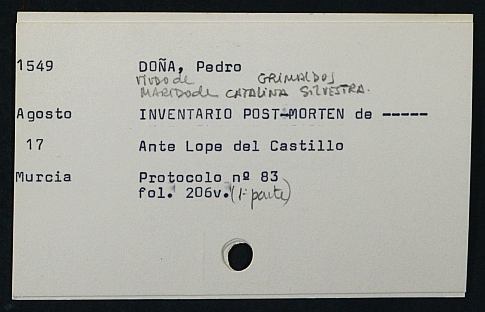 1549 DOÑA, Pedro
viudo de GRIMALDOS
MARIDO de CATALINA SILVESTRA.
Agosto INVENTARIO POST-MORTEN de -----
17 Ante Lope del Castillo
Murcia Protocolo nº 83
fol. 206v. (1ª parte)